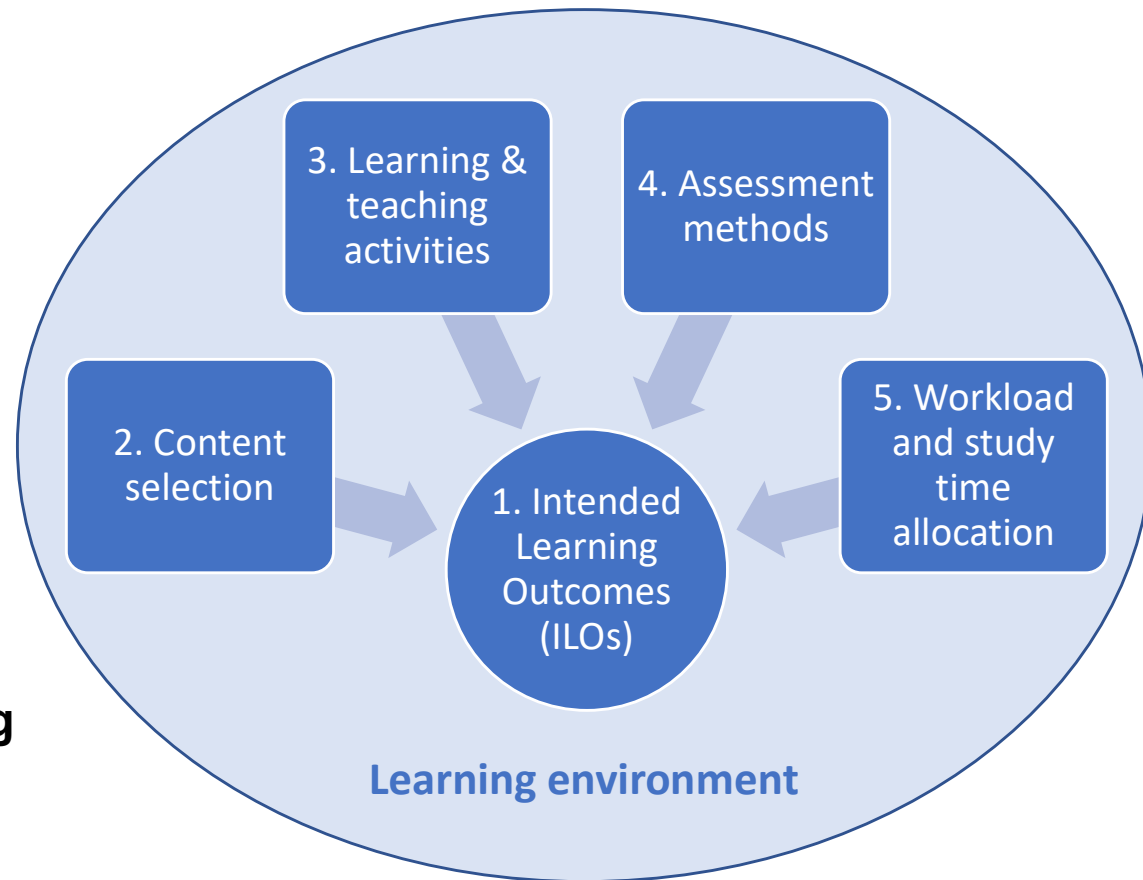 3. Learning &
teaching
activities
4. Assessment
methods
2. Content
selection
5. Workload
and study
time
allocation
1. Intended
Learning
Outcomes
(ILOs)
g
Learning environment